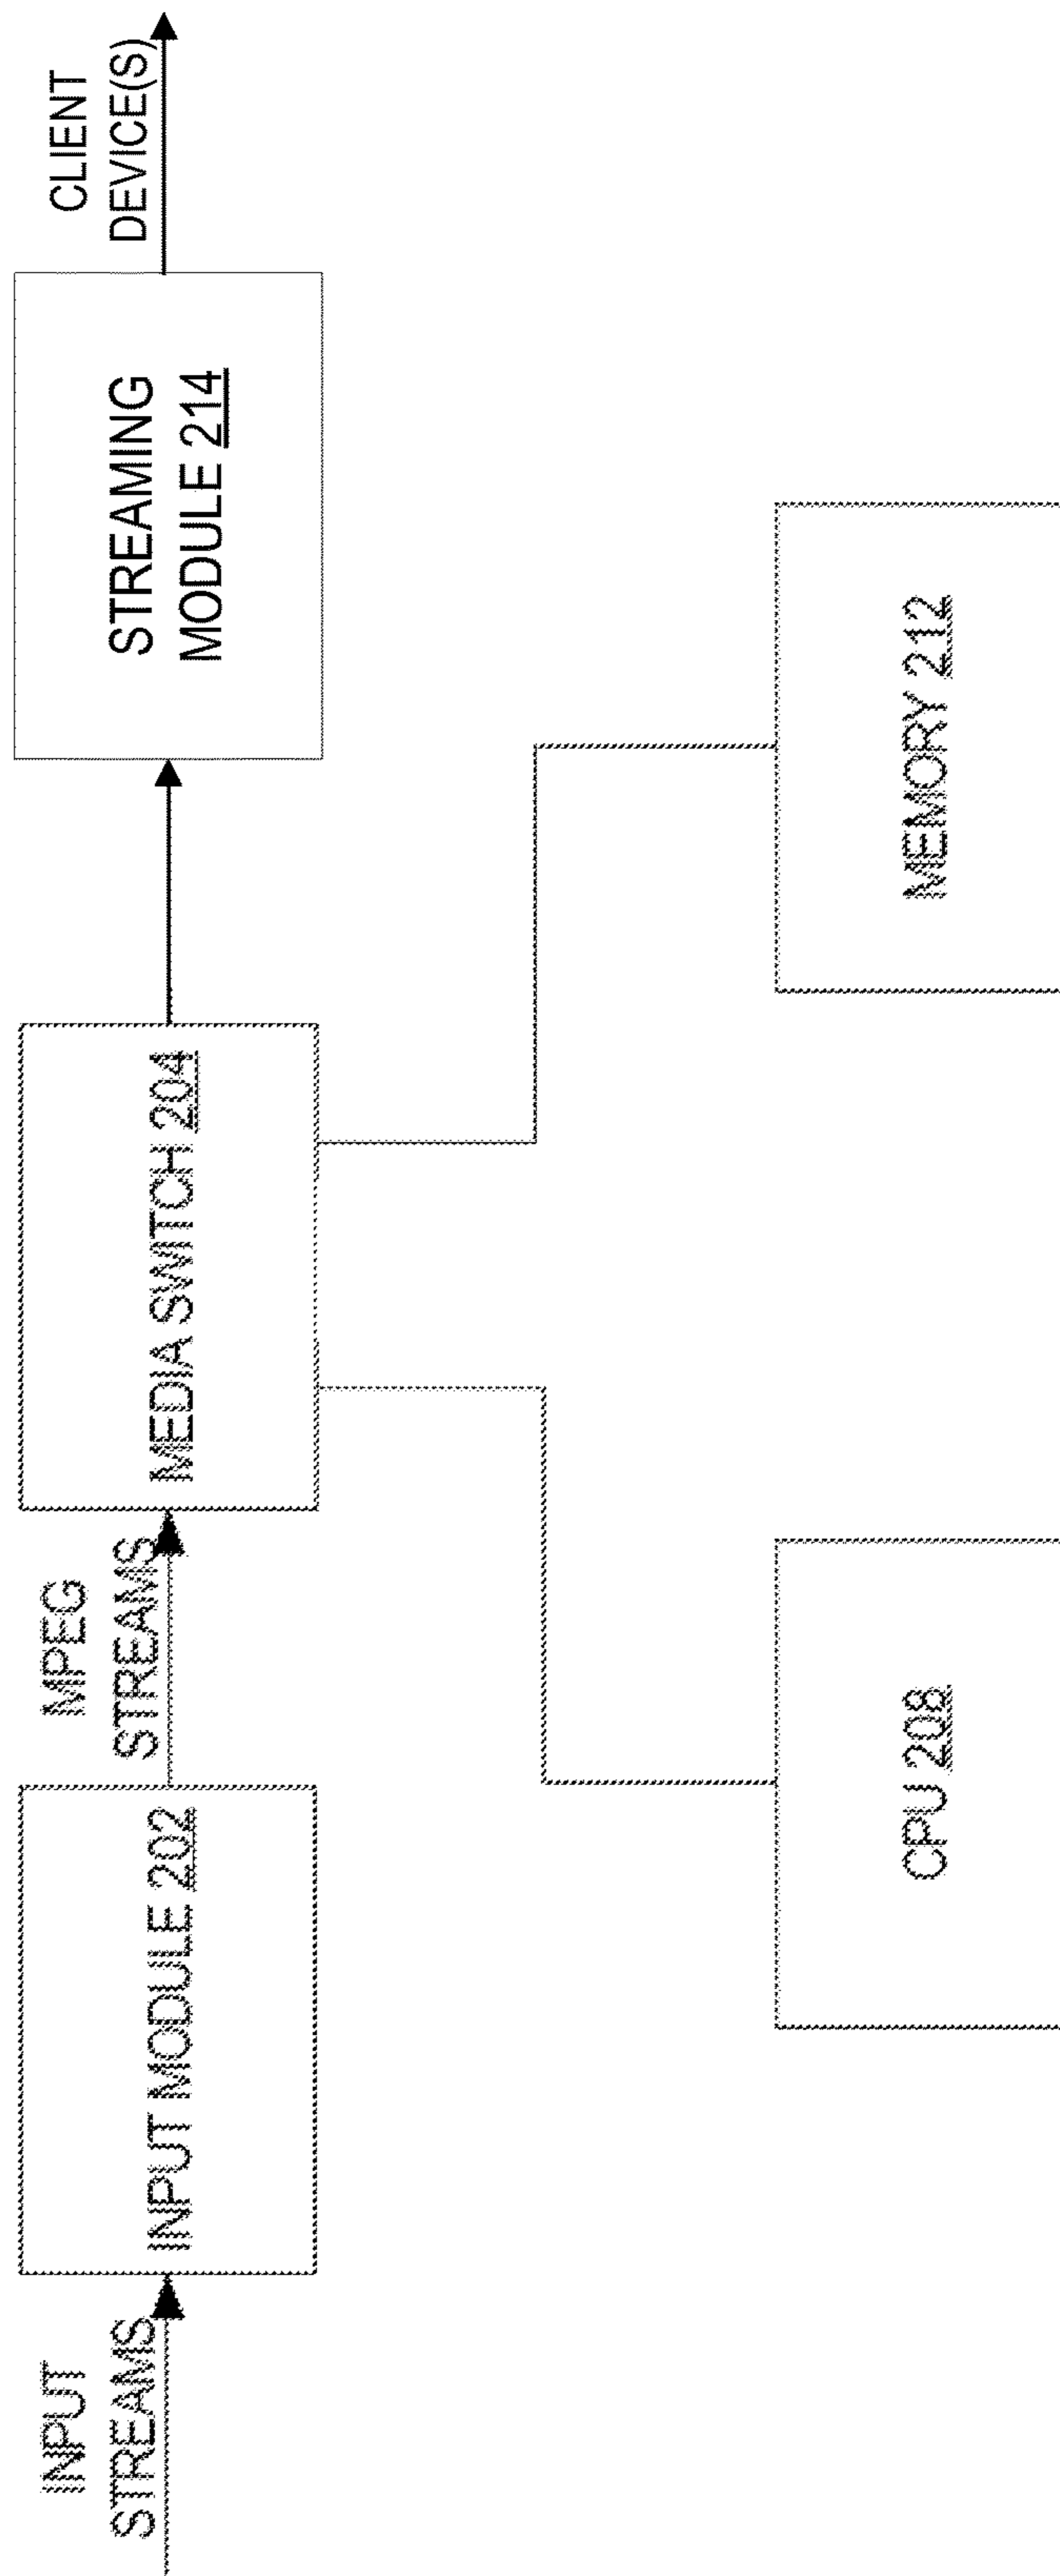 INPUT
STREAMS
INPUT MODULE 202
MPEG
STREAMS
MEDIA SWITCH 204
STREAMING
MODULE 214
CLIENT
DEVICE(S)
CPU 208
MEMORY 212